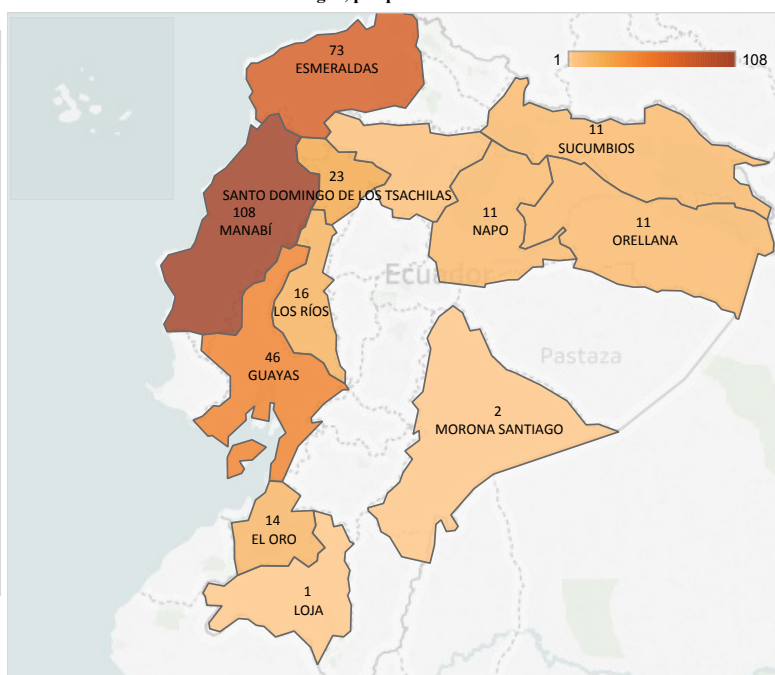 73
ESMERALDAS
1
108
11
SUCUMBIOS
23
SANTO DOMINGO DE LOS TSACHILAS
108
MANABÍ
11
NAPO
11
ORELLANA
Ecuador
16
LOS RÍOS
46
GUAYAS
Pastaza
2
MORONA SANTIAGO
14
EL ORO
1
LOJA